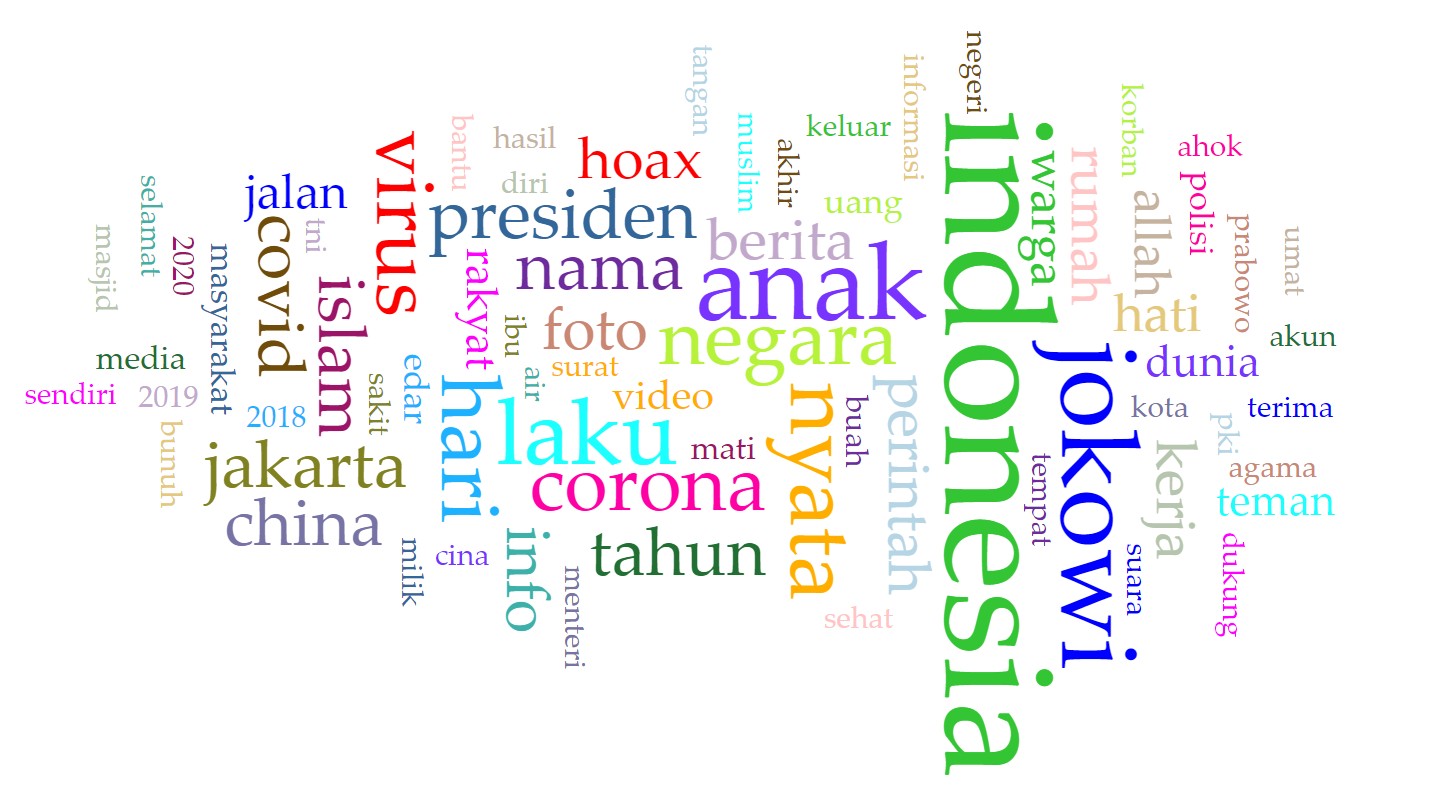 negeri
tangan
informasi
korban
bantu
hasil
muslim
keluar
akhir
ahok
virus
hoax
indonesia
warga
rumah
polisi
selamat
jalan
diri
uang
allah
masjid
2020
covid
tni
presiden
berita
prabowo
umat
masyarakat
islam
rakyat
nama
anak
hati
ibu
foto
negara
akun
media
sakit
edar
surat
jokowi
dunia
sendiri
2019
2018
hari
air
video
nyata
buah
perintah
kota
terima
bunuh
jakarta
laku
mati
pki
kerja
agama
china
corona
tempat
teman
milik
cina
info
tahun
menteri
suara
dukung
sehat